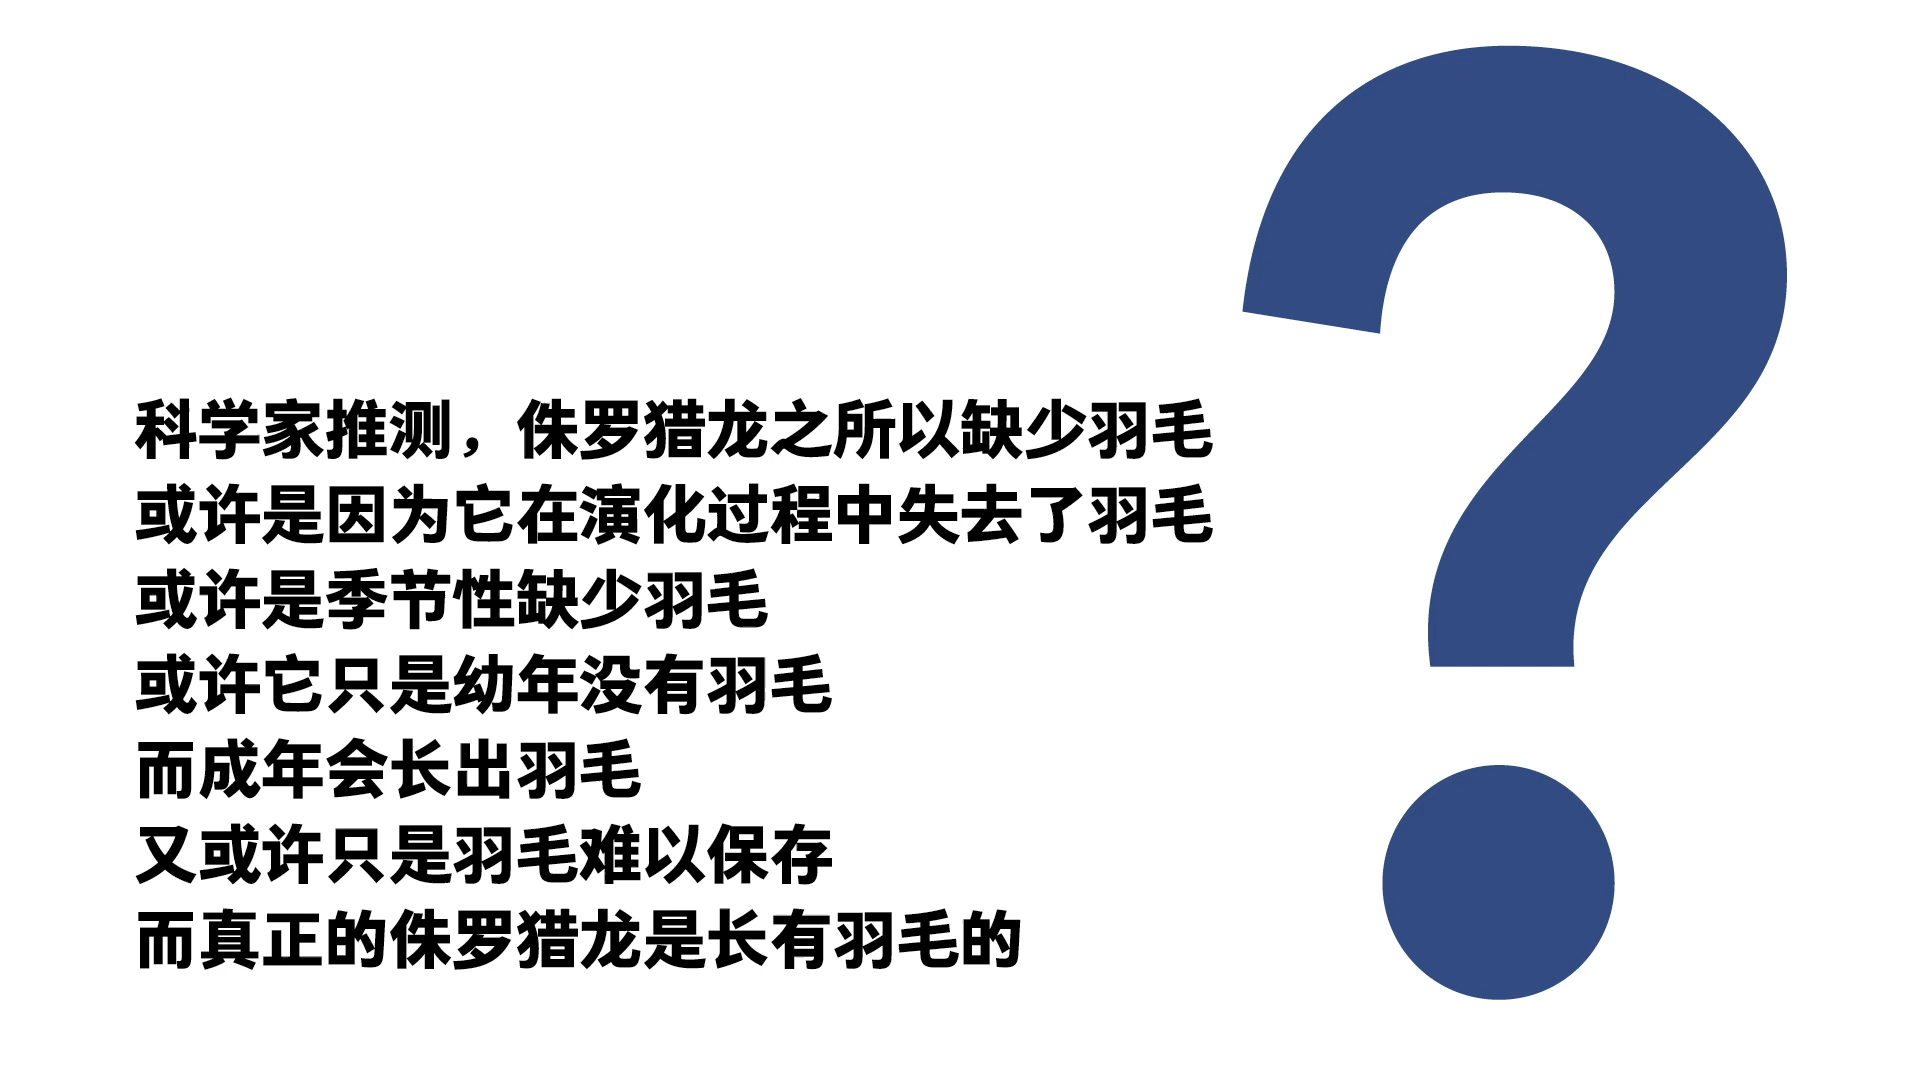 科学家推测，侏罗猎龙之所以缺少羽毛
或许是因为它在演化过程中失去了羽毛
或许是季节性缺少羽毛
或许它只是幼年没有羽毛
而成年会长出羽毛
又或许只是羽毛难以保存
而真正的侏罗猎龙是长有羽毛的
?